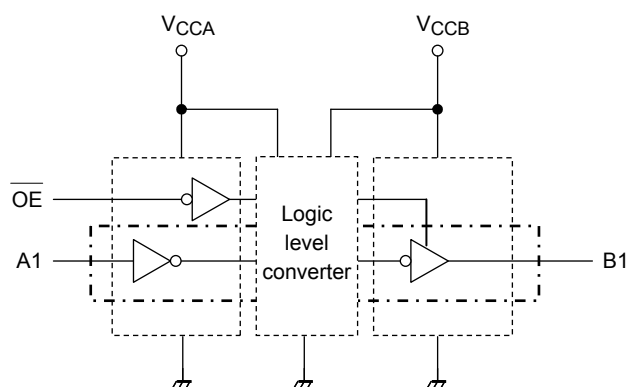 VCCA
VCCB
OE
Logic
level
converter
A1
B1